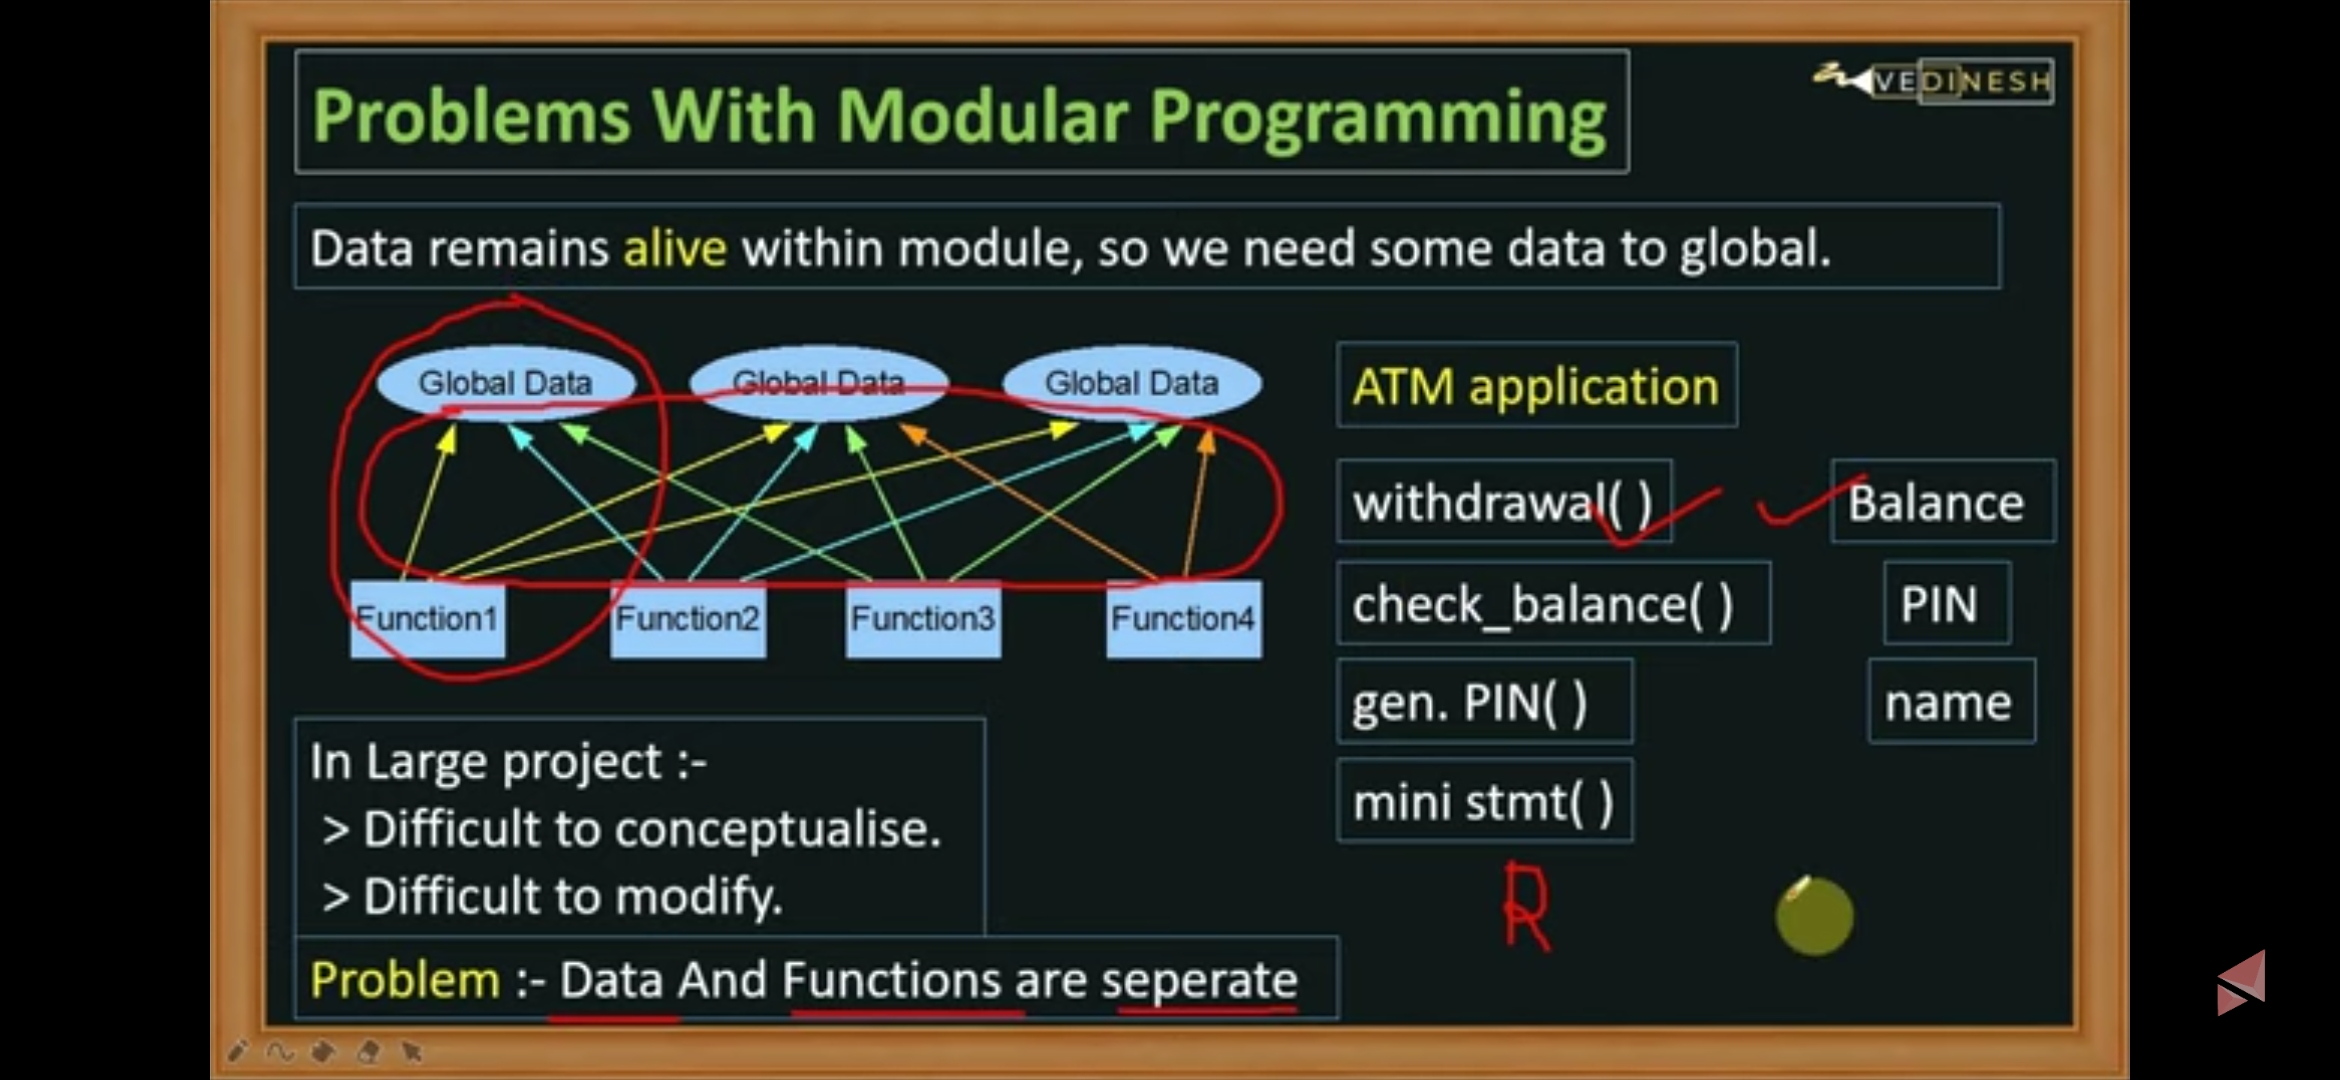 Problems With Modular Programming
VEDINESH
Data remains alive within module, so we need some data to global.
Global Data
Global Data
Global Data
Function1
Function2
Function3
Function4
ATM application
withdrawal( )
Balance
check_balance( )
PIN
gen. PIN( )
name
mini stmt( )
R
In Large project :-
> Difficult to conceptualise.
> Difficult to modify.
Problem :- Data And Functions are seperate